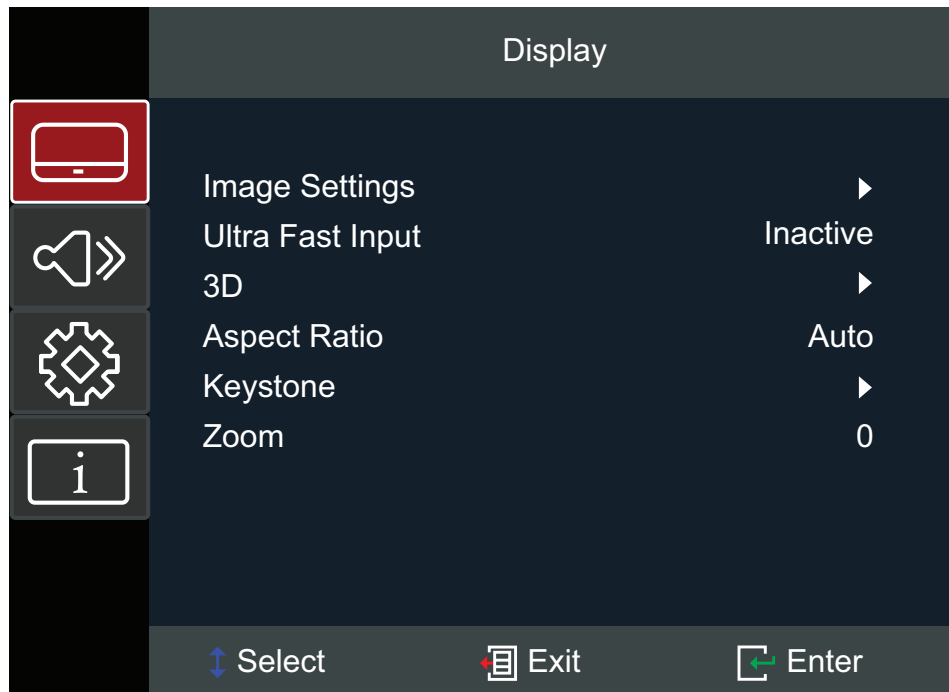 Display
Image Settings
Ultra Fast Input Inactive
3D
Aspect Ratio Auto
Keystone
Zoom 0
i
Select Exit Enter